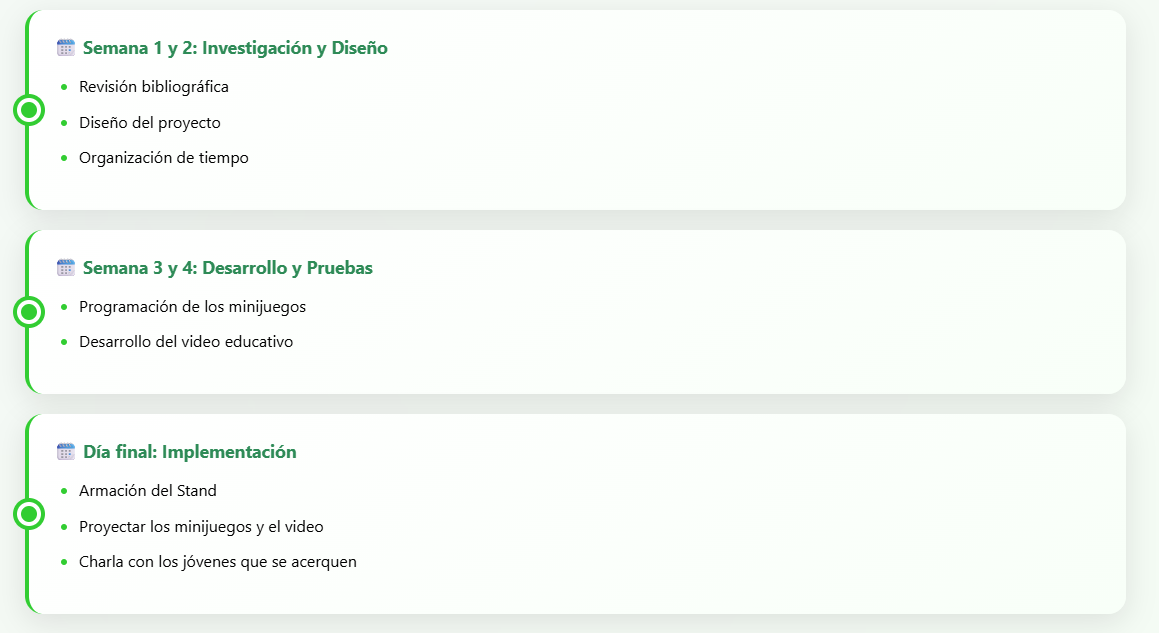 Semana 1 y 2: Investigación y Diseño
Revisión bibliográfica
Diseño del proyecto
Organización de tiempo
Semana 3 y 4: Desarrollo y Pruebas
Programación de los minijuegos
Desarrollo del video educativo
Día final: Implementación
Armación del Stand
Proyectar los minijuegos y el video
Charla con los jóvenes que se acerquen